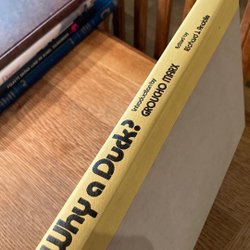 Why a Duck?
Introduction by
GROUCHO MARX
Edited by
Richard J. Anobile